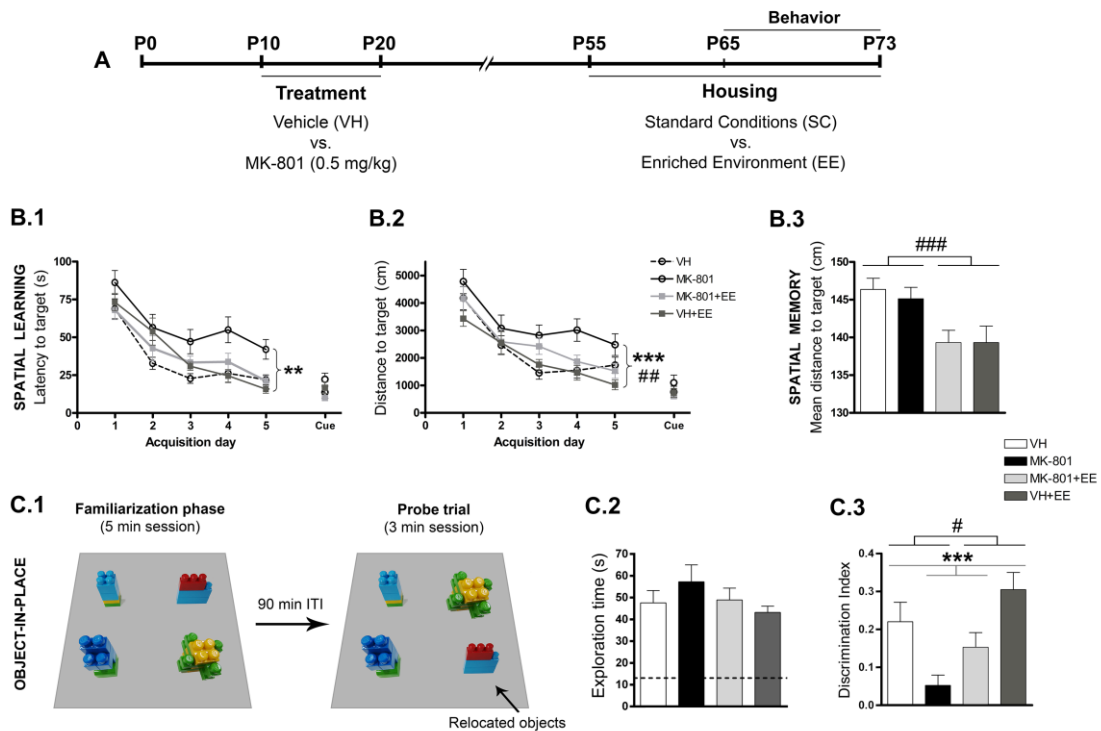 A
P0
P10
P20
P55
P65
P73
Behavior
Treatment
Vehicle (VH)
vs.
MK-801 (0.5 mg/kg)
Housing
Standard Conditions (SC)
vs.
Enriched Environment (EE)
B.1
SPATIAL LEARNING
Latency to target (s)
100
75
50
25
0
0
1
2
3
4
5
Cue
Acquisition day
**
B.2
Distance to target (cm)
5000
4000
3000
2000
1000
0
0
1
2
3
4
5
Cue
Acquisition day
VH
MK-801
MK-801+EE
VH+EE
***
##
B.3
SPATIAL MEMORY
Mean distance to target (cm)
150
145
140
135
130
###
VH
MK-801
MK-801+EE
VH+EE
C.1
OBJECT-IN-PLACE
Familiarization phase
(5 min session)
90 min ITI
Probe trial
(3 min session)
Relocated objects
C.2
Exploration time (s)
70
60
50
40
30
20
10
0
C.3
Discrimination Index
0.4
0.3
0.2
0.1
0.0
#
***